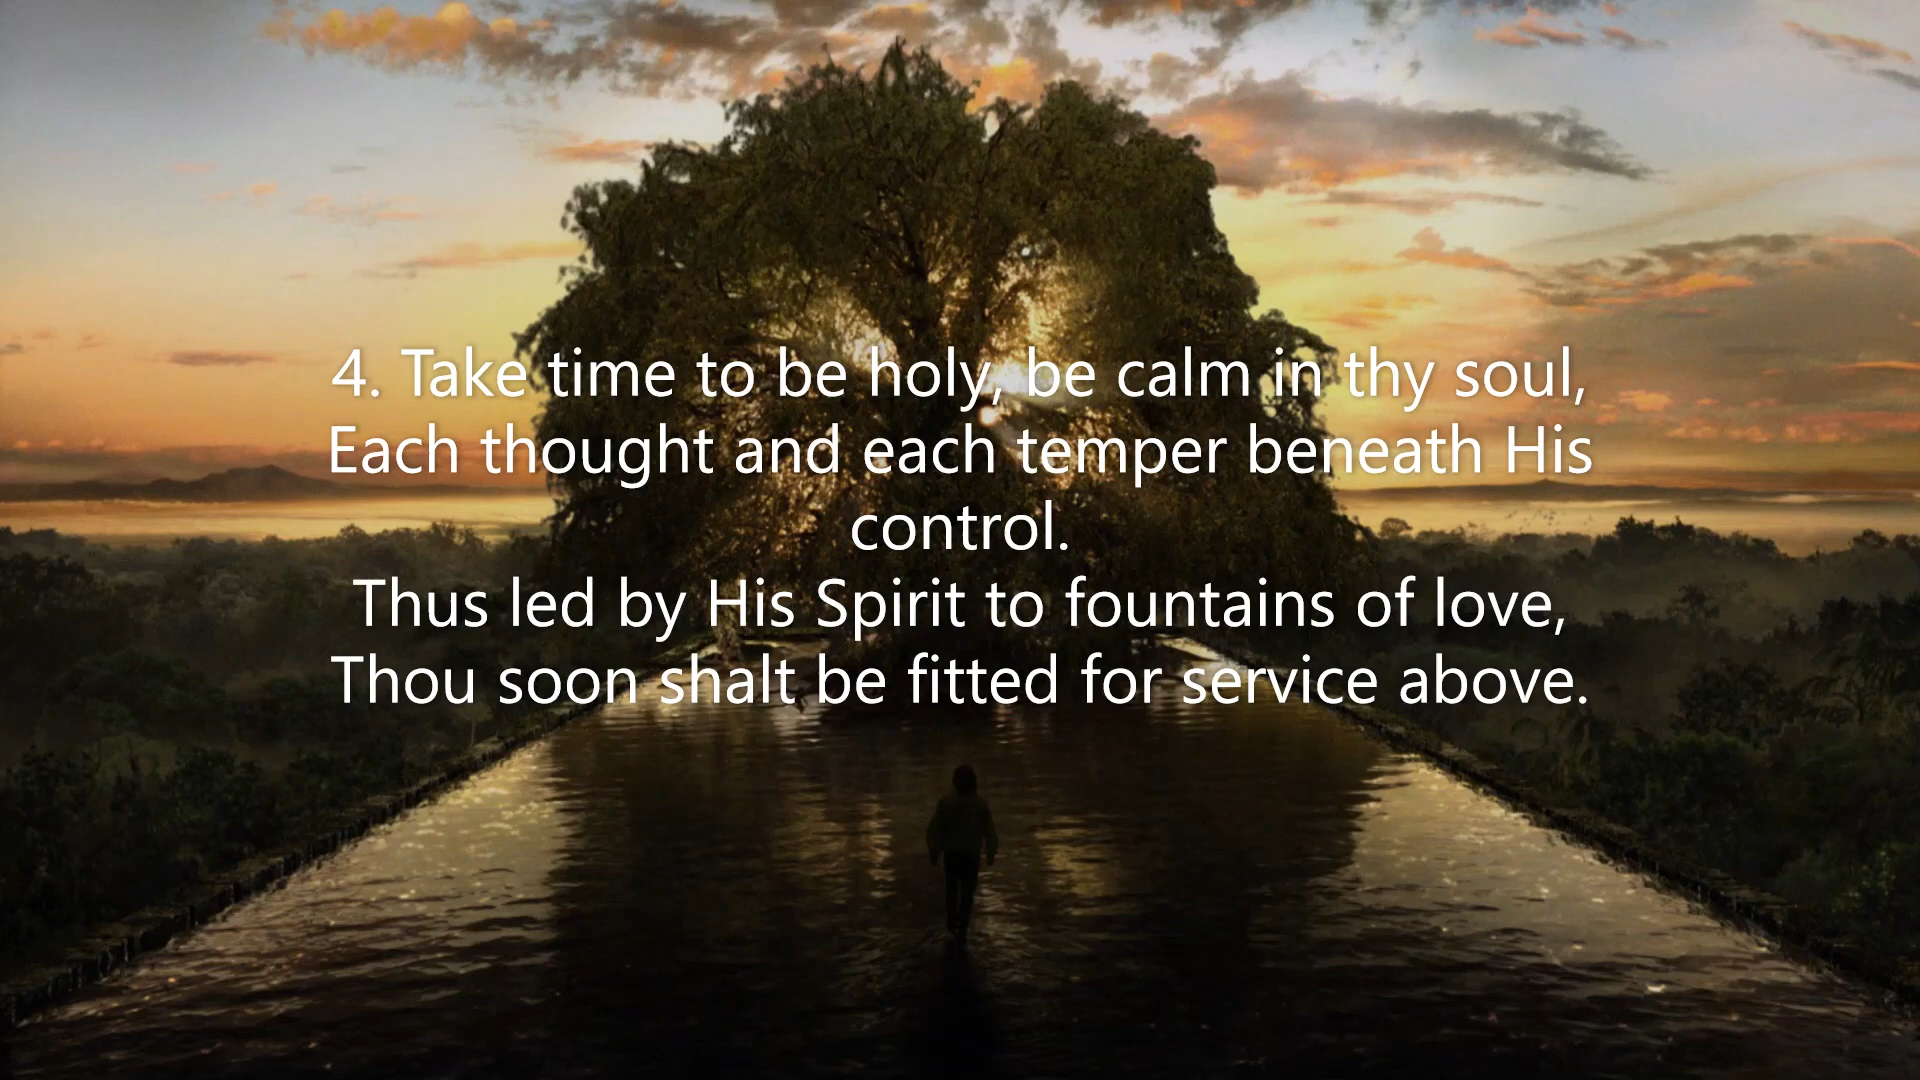 4. Take time to be holy, be calm in thy soul,
Each thought and each temper beneath His
control.
Thus led by His Spirit to fountains of love,
Thou soon shalt be fitted for service above.